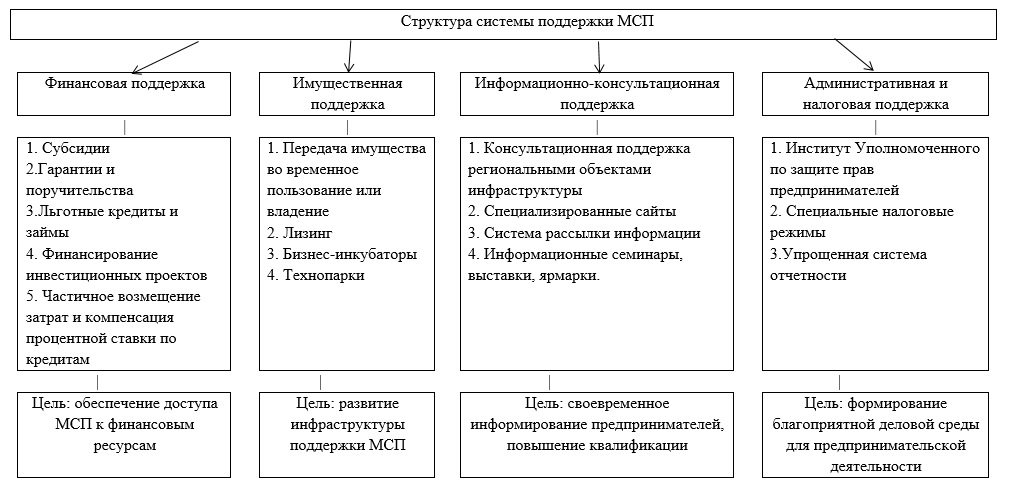 Структура системы поддержки МСП
Финансовая поддержка
Имущественная
поддержка
Информационно-консультационная
поддержка
Административная и
налоговая поддержка
1. Субсидии
2.Гарантии и
поручительства
3.Льготные кредиты и
займы
4. Финансирование
инвестиционных проектов
5. Частичное возмещение
затрат и компенсация
процентной ставки по
кредитам
1. Передача имущества
во временное
пользование или
владение
2. Лизинг
3. Бизнес-инкубаторы
4. Технопарки
1. Консультационная поддержка
региональными объектами
инфраструктуры
2. Специализированные сайты
3. Система рассылки информации
4. Информационные семинары,
выставки, ярмарки.
1. Институт Уполномоченного
по защите прав
предпринимателей
2. Специальные налоговые
режимы
3.Упрощенная система
отчетности
Цель: обеспечение доступа
МСП к финансовым
ресурсам
Цель: развитие
инфраструктуры
поддержки МСП
Цель: своевременное
информирование предпринимателей,
повышение квалификации
Цель: формирование
благоприятной деловой среды
для предпринимательской
деятельности